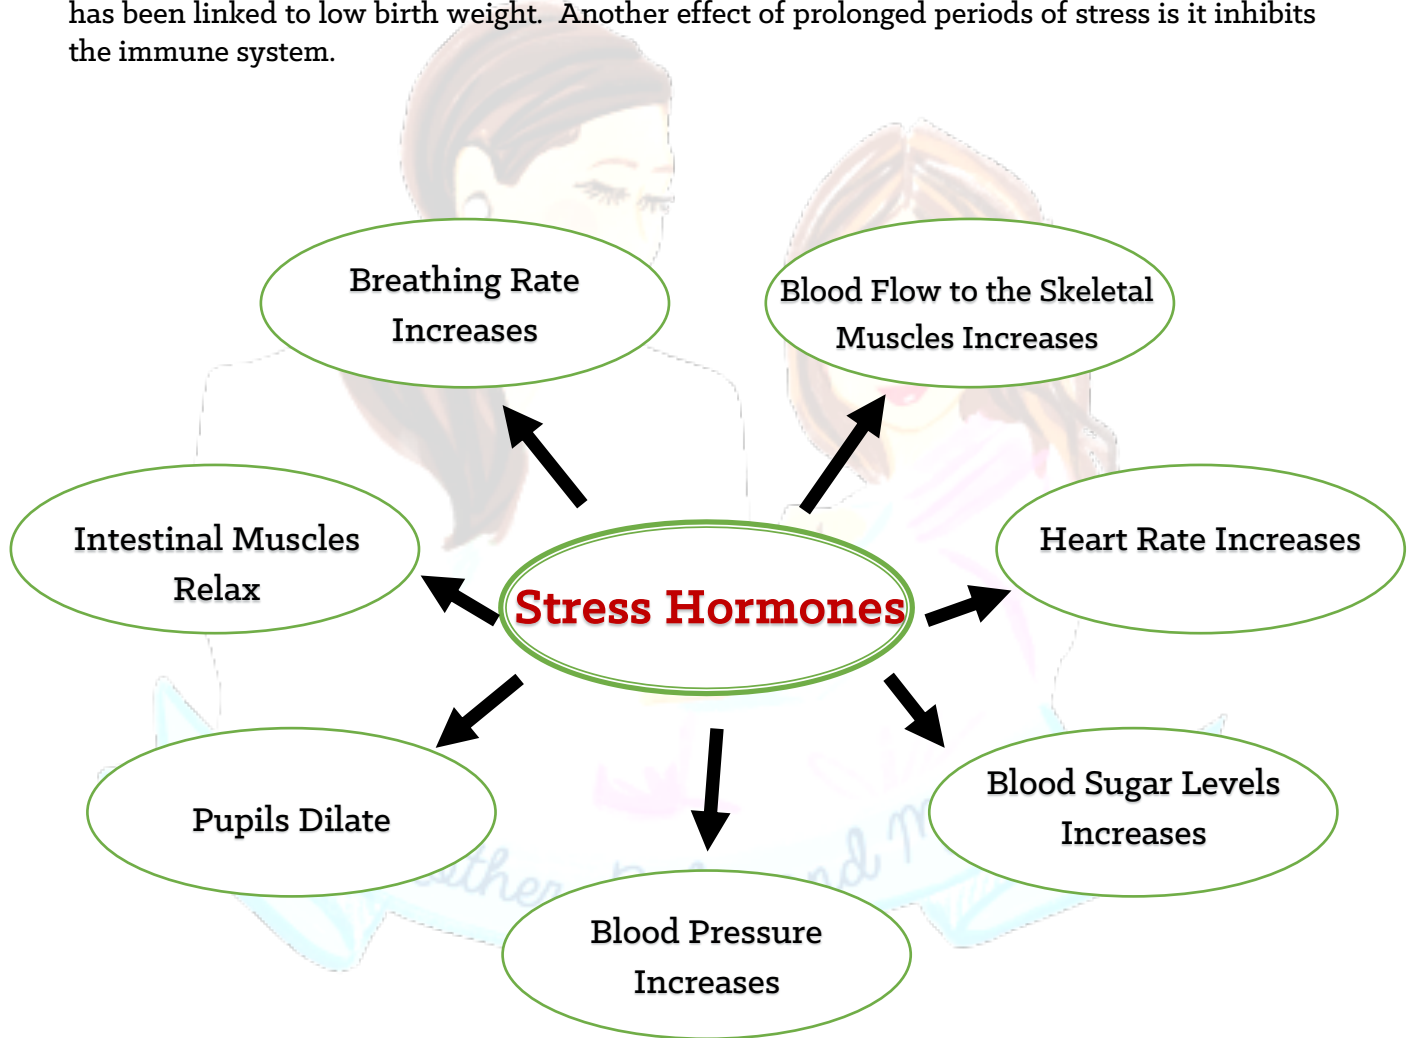 has been linked to low birth weight.  Another effect of prolonged periods of stress is it inhibits
the immune system.
Breathing Rate
Increases
Blood Flow to the Skeletal
Muscles Increases
Intestinal Muscles
Relax
Stress Hormones
Heart Rate Increases
Pupils Dilate
Blood Sugar Levels
Increases
Blood Pressure
Increases